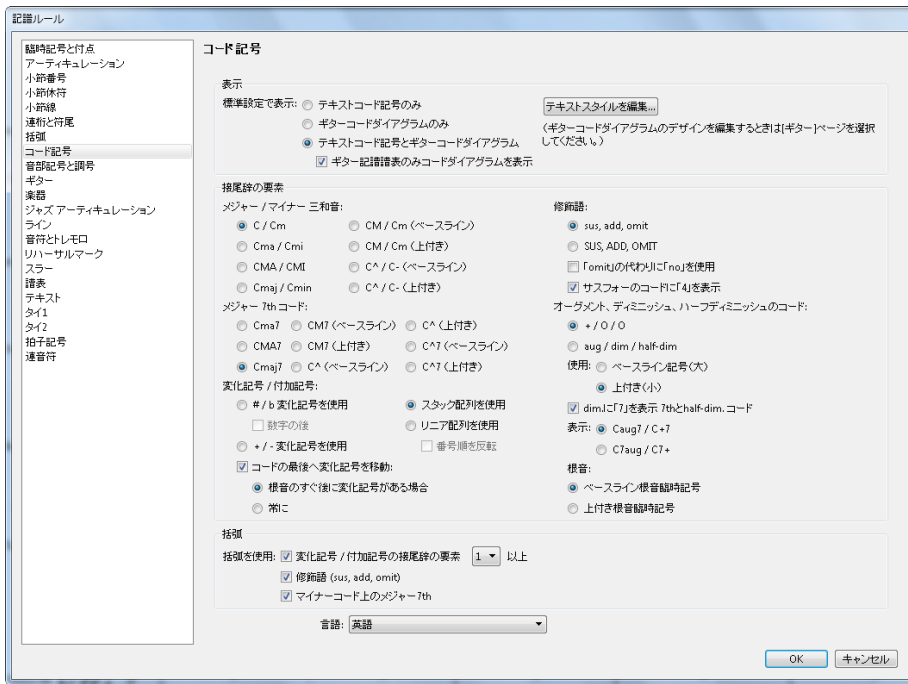 記譜ルール
臨時記号と付点
アーティキュレーション
小節番号
小節休符
小節線
連桁と符尾
括弧
コード記号
音部記号と調号
ギター
楽器
ジャズ アーティキュレーション
ライン
音符とトレモロ
リハーサルマーク
スラー
譜表
テキスト
タイ1
タイ2
拍子記号
連音符
コード記号
表示
標準設定で表示: テキストコード記号のみ
ギターコードダイアグラムのみ
テキストコード記号とギターコードダイアグラム
ギター記譜譜表のみコードダイアグラムを表示
テキストスタイルを編集...
(ギターコードダイアグラムのデザインを編集するときは[ギター]ページを選択
してください。)
接尾辞の要素
メジャー / マイナー 三和音:
C / Cm CM / Cm (ベースライン)
Cma / Cmi CM / Cm (上付き)
CMA / CMI C^ / C- (ベースライン)
Cmaj / Cmin C^ / C- (上付き)
メジャー 7th コード:
Cma7 CM7 (ベースライン) C^ (上付き)
CMA7 CM7 (上付き) C^7 (ベースライン)
Cmaj7 C^ (ベースライン) C^7 (上付き)
変化記号 / 付加記号:
# / b 変化記号を使用 スタック配列を使用
数字の後 リニア配列を使用
+ / - 変化記号を使用 番号順を反転
コードの最後へ変化記号を移動:
根音のすぐ後に変化記号がある場合
常に
修飾語:
sus, add, omit
SUS, ADD, OMIT
「omit」の代わりに「no」を使用
サスフォーのコードに「4」を表示
オーグメント、ディミニッシュ、ハーフディミニッシュのコード:
+ / O / O
aug / dim / half-dim
使用: ベースライン記号(大)
上付き(小)
dim.に「7」を表示 7thとhalf-dim. コード
表示: Caug7 / C+7
C7aug / C7+
根音:
ベースライン根音臨時記号
上付き根音臨時記号
括弧
括弧を使用: 変化記号 / 付加記号の接尾辞の要素 1 以上
修飾語 (sus, add, omit)
マイナーコード上のメジャー7th
言語: 英語
OK キャンセル